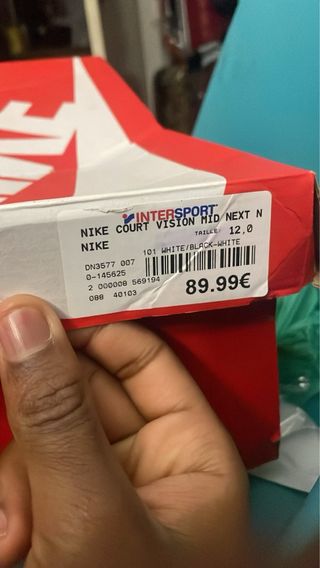 NIKE
INTERSPORT
NIKE COURT VISION MID NEXT N
NIKE TAILLE: 12,0
101 WHITE/BLACK-WHITE
DN3577 007
0-145625
2 000008 569194
088 40103
89.99€